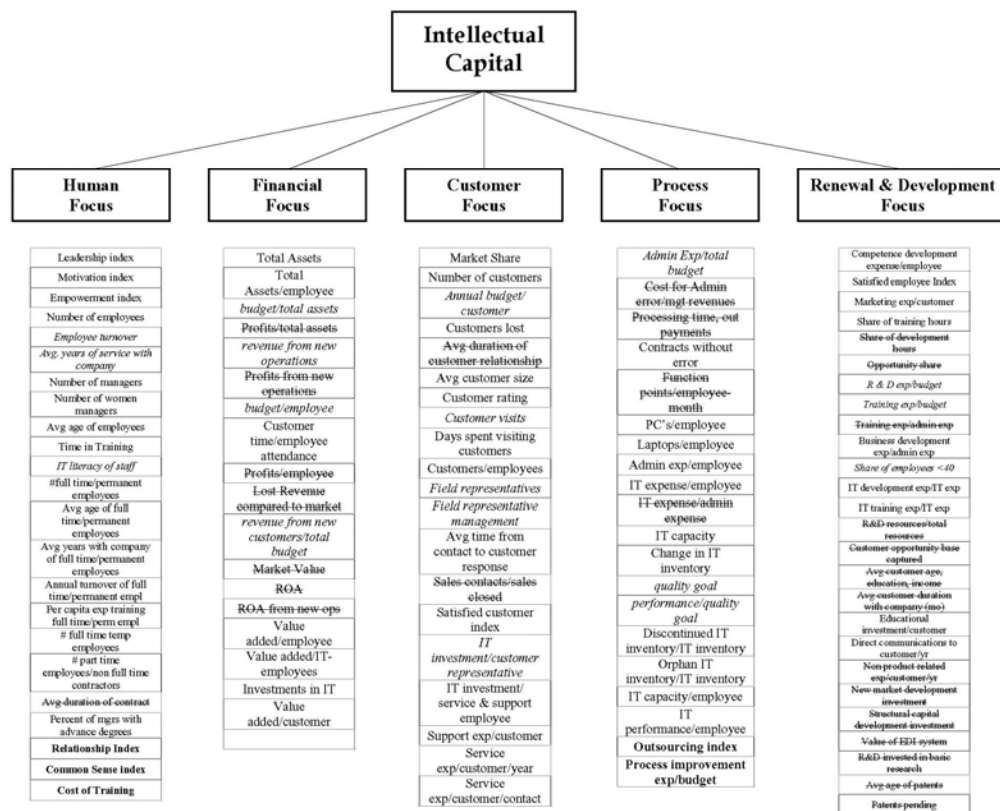 Intellectual
Capital
Human
Focus
Financial
Focus
Customer
Focus
Process
Focus
Renewal & Development
Focus
Leadership index
Motivation index
Empowerment index
Number of employees
Employee turnover
Avg. years of service with
company
Number of managers
Number of women
managers
Avg age of employees
Time in Training
IT literacy of staff
#full time/permanent
employees
Avg age of full
time/permanent
employees
Avg years with company
of full time/permanent
employees
Annual turnover of full
time/permanent empl
Per capita exp training
full time/perm empl
# full time temp
employees
# part time
employees/non full time
contractors
Avg duration of contract
Percent of mgrs with
advance degrees
Relationship Index
Common Sense index
Cost of Training
Total Assets
Total
Assets/employee
budget/total assets
Profits/total assets
revenue from new
operations
Profits from new
operations
budget/employee
Customer
time/employee
attendance
Profits/employee
Lost Revenue
compared to market
revenue from new
customers/total
budget
Market Value
ROA
ROA from new ops
Value
added/employee
Value added/IT-
employees
Investments in IT
Value
added/customer
Market Share
Number of customers
Annual budget/
customer
Customers lost
Avg duration of
customer relationship
Avg customer size
Customer rating
Customer visits
Days spent visiting
customers
Customers/employees
Field representatives
Field representative
management
Avg time from
contact to customer
response
Sales contacts/sales
closed
Satisfied customer
index
IT
investment/customer
representative
IT investment/
service & support
employee
Support exp/customer
Service
exp/customer/year
Service
exp/customer/contact
Admin Exp/total
budget
Cost for Admin
error/mgt revenues
Processing time, out
payments
Contracts without
error
Function
points/employee-
month
PC's/employee
Laptops/employee
Admin exp/employee
IT expense/employee
IT expense/admin
expense
IT capacity
Change in IT
inventory
quality goal
performance/quality
goal
Discontinued IT
inventory/IT inventory
Orphan IT
inventory/IT inventory
IT capacity/employee
IT
performance/employee
Outsourcing index
Process improvement
exp/budget
Competence development
expense/employee
Satisfied employee Index
Marketing exp/customer
Share of training hours
Share of development
hours
Opportunity share
R & D exp/budget
Training exp/budget
Training exp/admin exp
Business development
exp/admin exp
Share of employees <40
IT development exp/IT exp
IT training exp/IT exp
R&D resources/total
resources
Customer opportunity base
captured
Avg customer age,
education, income
Avg customer duration
with company (mo)
Educational
investment/customer
Direct communications to
customer/yr
Non product related
exp/customer/yr
New market development
investment
Structural capital
development investment
Value of EDI system
R&D invested in basic
research
Avg age of patents
Patents pending